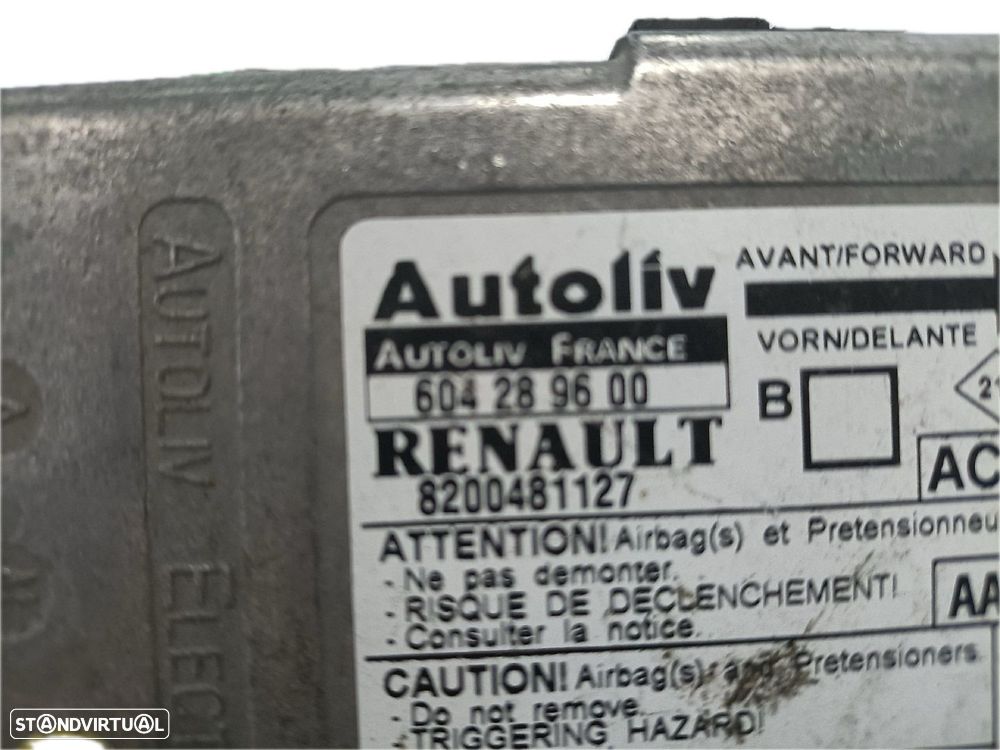 AUTOLIV ELEC
Autoliv
AVANT/FORWARD
AUTOLIV FRANCE
VORN/DELANTE
604 28 96 00
B
21
RENAULT
AC
8200481127
ATTENTION! Airbag(s) et Pretensionneu
- Ne pas demonter.
- RISQUE DE DECLENCHEMENT!
AA
- Consulter la notice.
CAUTION! Airbag(s) and Pretensioners.
- Do not remove.
- TRIGGERING HAZARD!
STANDVIRTUAL